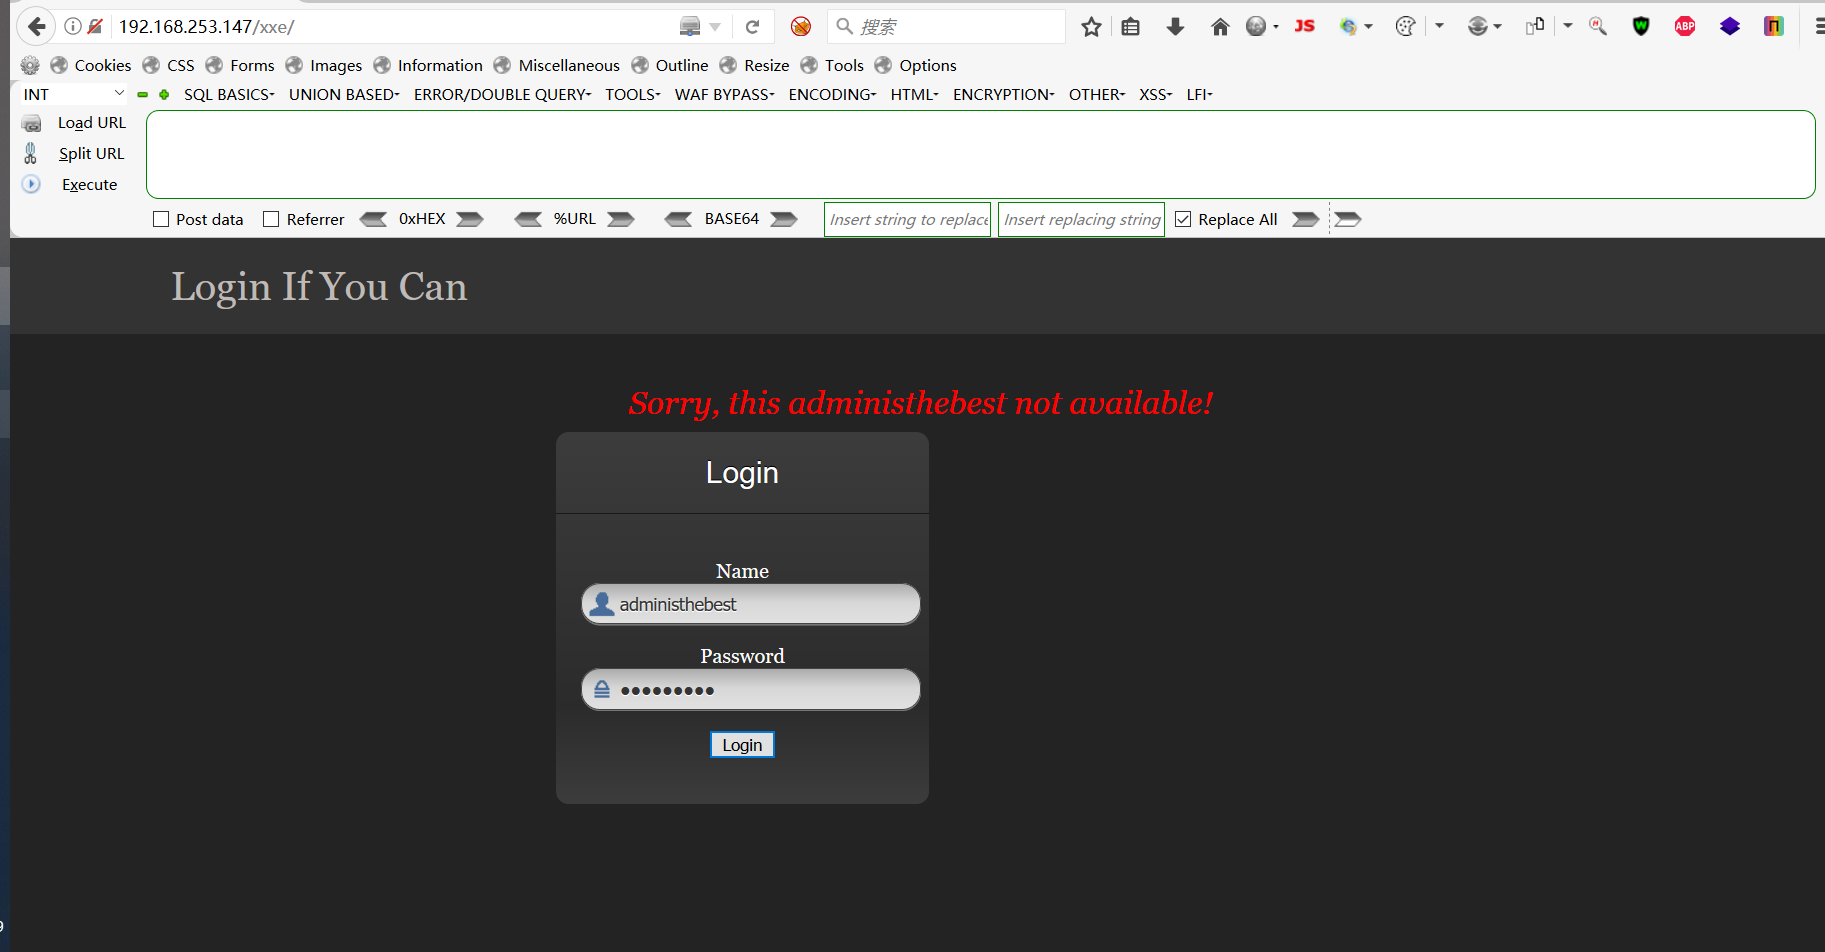 192.168.253.147/xxe/
搜索
JS
ABP
Cookies CSS Forms Images Information Miscellaneous Outline Resize Tools Options
INT SQL BASICS UNION BASED ERROR/DOUBLE QUERY TOOLS WAF BYPASS ENCODING HTML ENCRYPTION OTHER XSS LFI
Load URL
Split URL
Execute
Post data Referrer 0xHEX %URL BASE64 Insert string to replace Insert replacing string Replace All
Login If You Can
Sorry, this administhebest not available!
Login
Name
administhebest
Password
Login